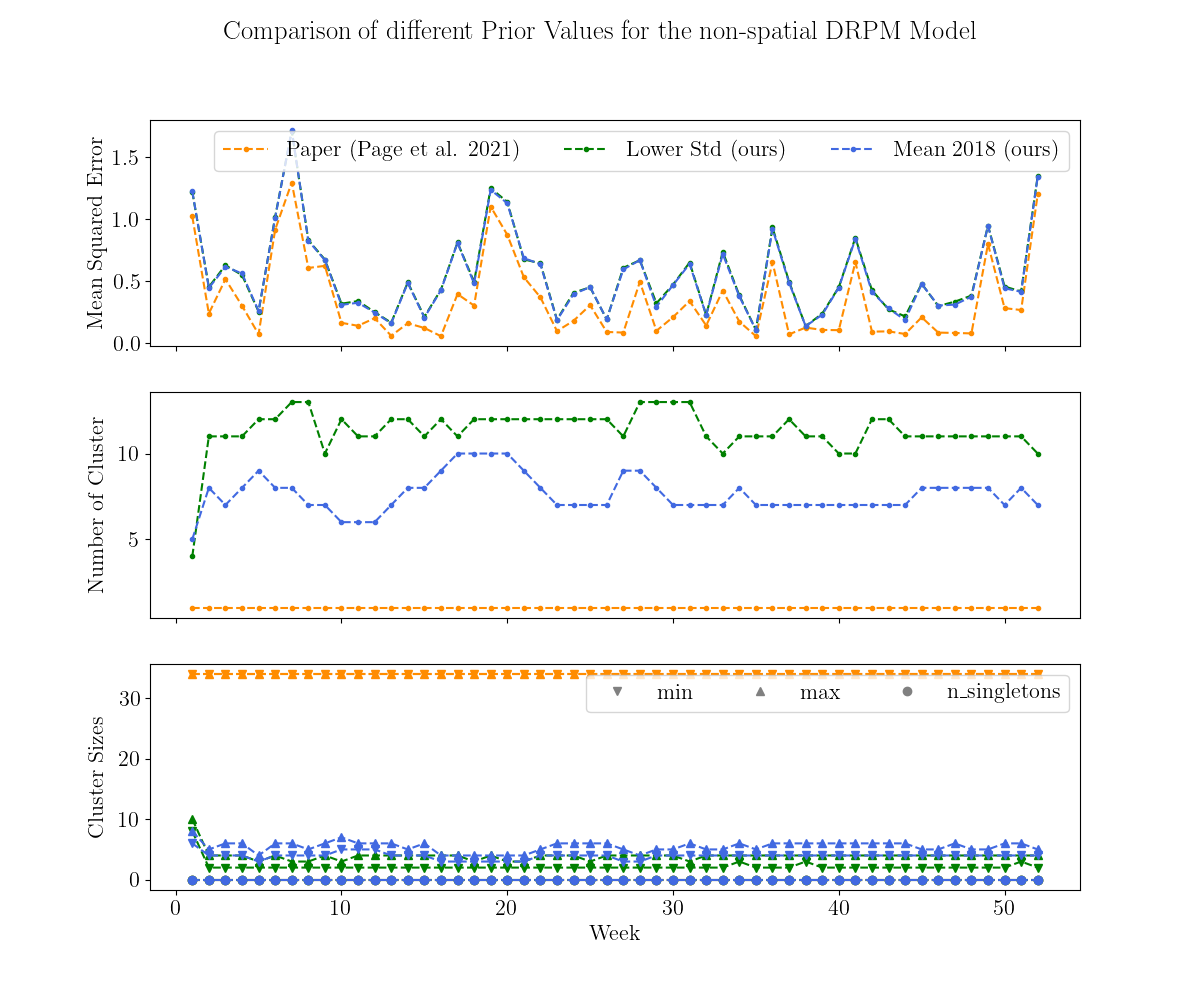 Comparison of different Prior Values for the non-spatial DRPM Model
Mean Squared Error
1.5
1.0
0.5
0.0
Paper (Page et al. 2021)
Lower Std (ours)
Mean 2018 (ours)
Number of Cluster
10
5
Cluster Sizes
30
20
10
0
min
max
n_singletons
0
10
20
30
40
50
Week